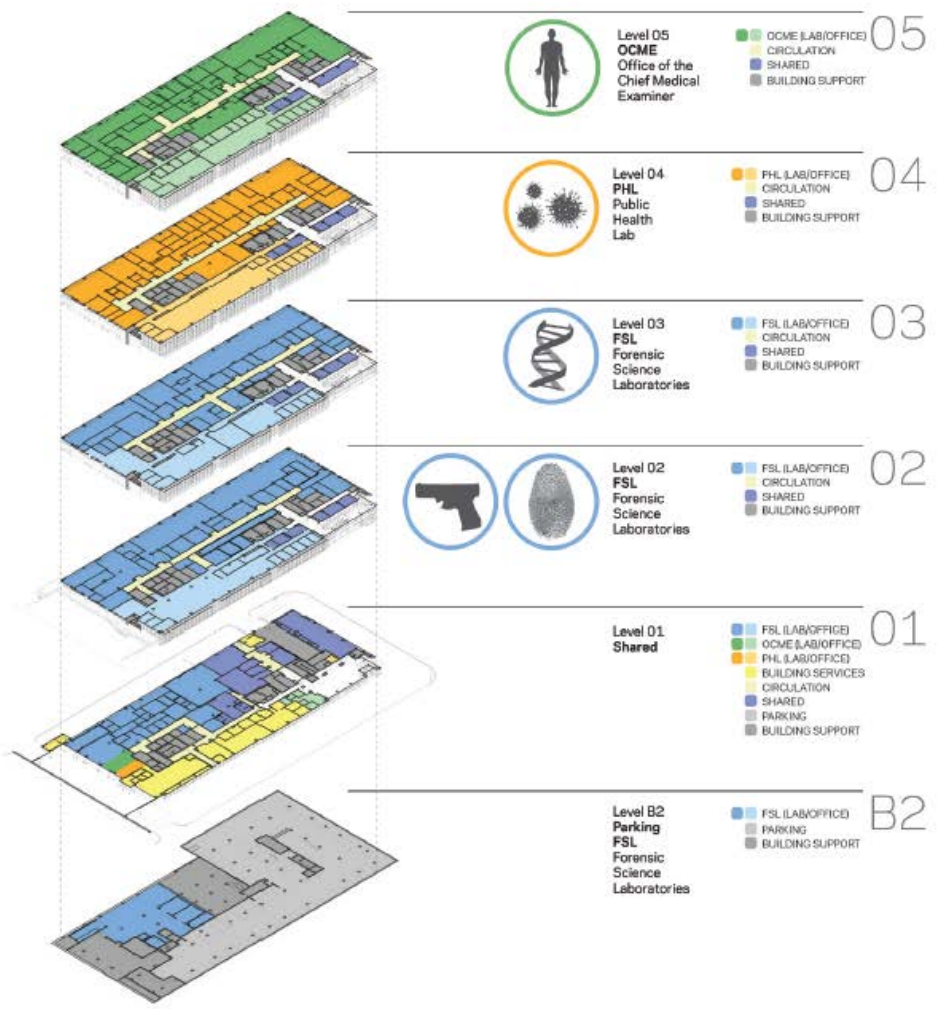 Level 05
OCME
Office of the
Chief Medical
Examiner
OCME (LAB/OFFICE)
CIRCULATION
SHARED
BUILDING SUPPORT
05
Level 04
PHL
Public
Health
Lab
PHL (LAB/OFFICE)
CIRCULATION
SHARED
BUILDING SUPPORT
04
Level 03
FSL
Forensic
Science
Laboratories
FSL (LAB/OFFICE)
CIRCULATION
SHARED
BUILDING SUPPORT
03
Level 02
FSL
Forensic
Science
Laboratories
FSL (LAB/OFFICE)
CIRCULATION
SHARED
BUILDING SUPPORT
02
Level 01
Shared
FSL (LAB/OFFICE)
OCME (LAB/OFFICE)
PHL (LAB/OFFICE)
BUILDING SERVICES
CIRCULATION
SHARED
PARKING
BUILDING SUPPORT
01
Level B2
Parking
FSL
Forensic
Science
Laboratories
FSL (LAB/OFFICE)
PARKING
BUILDING SUPPORT
B2